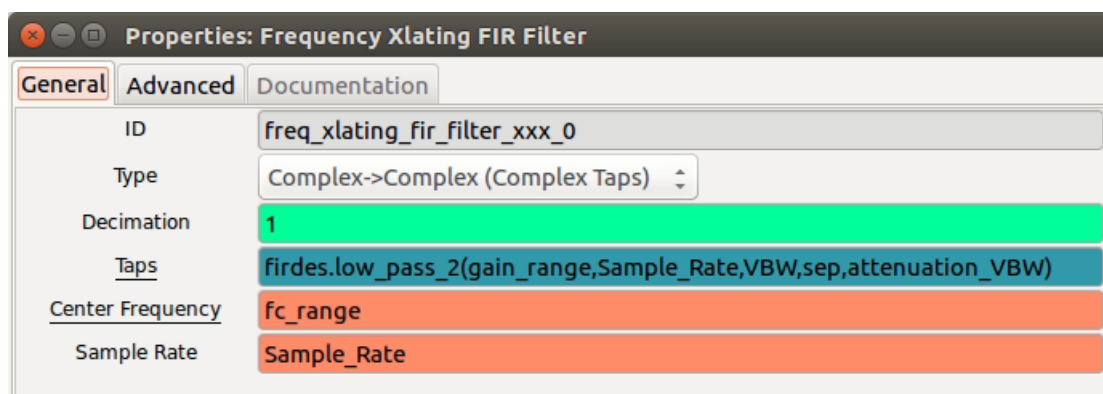 Properties: Frequency Xlating FIR Filter
General Advanced Documentation
ID freq_xlating_fir_filter_xxx_0
Type Complex->Complex (Complex Taps)
Decimation 1
Taps firdes.low_pass_2(gain_range,Sample_Rate,VBW,sep,attenuation_VBW)
Center Frequency fc_range
Sample Rate Sample_Rate